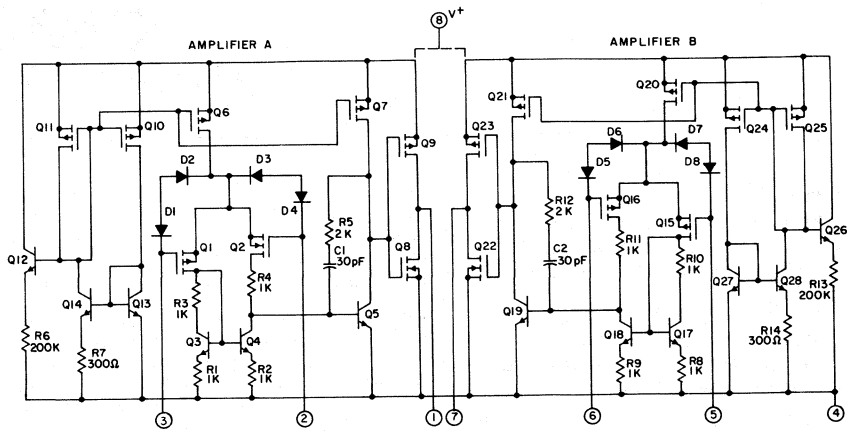 8 V+
AMPLIFIER A
AMPLIFIER B
Q11
Q10
Q6
Q7
Q9
Q21
Q23
Q20
Q24
Q25
D2
D3
D6
D7
D1
D4
D5
D8
Q12
Q1
Q2
R5
2K
C1
30pF
Q8
Q22
R12
2K
C2
30pF
Q16
Q15
Q26
R4
1K
R3
1K
R11
1K
R10
1K
R13
200K
Q14
Q13
Q3
Q4
Q5
Q19
Q18
Q17
Q27
Q28
R6
200K
R7
300Ω
R1
1K
R2
1K
R9
1K
R8
1K
R14
300Ω
3
2
1
7
6
5
4